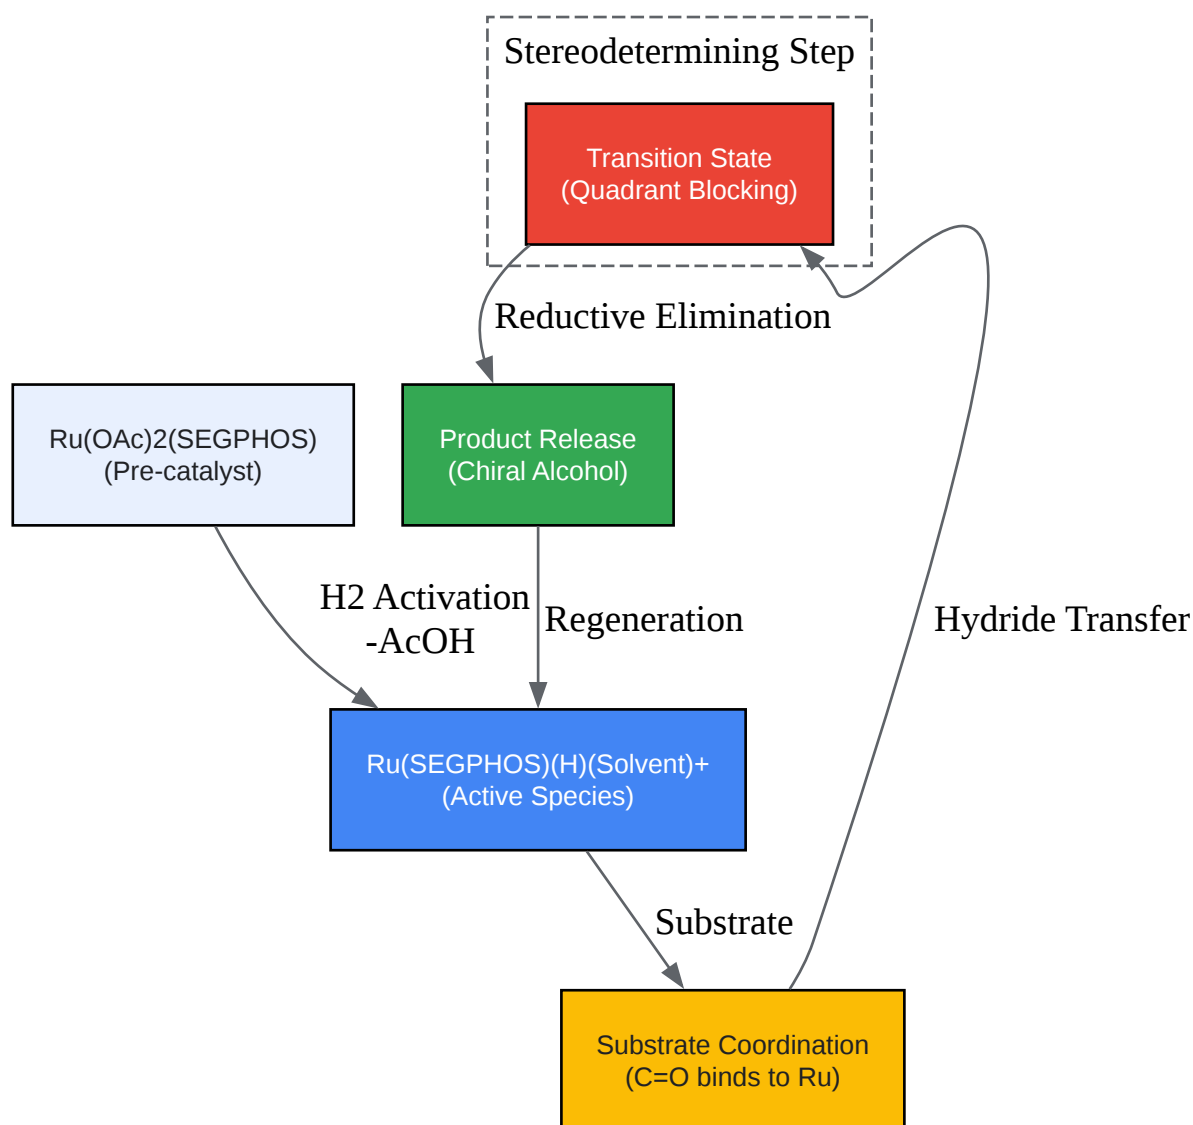 Stereodetermining Step
Transition State
(Quadrant Blocking)
Reductive Elimination
Ru(OAc)2(SEGPHOS)
(Pre-catalyst)
Product Release
(Chiral Alcohol)
H2 Activation
-AcOH
Regeneration
Hydride Transfer
Ru(SEGPHOS)(H)(Solvent)+
(Active Species)
Substrate
Substrate Coordination
(C=O binds to Ru)